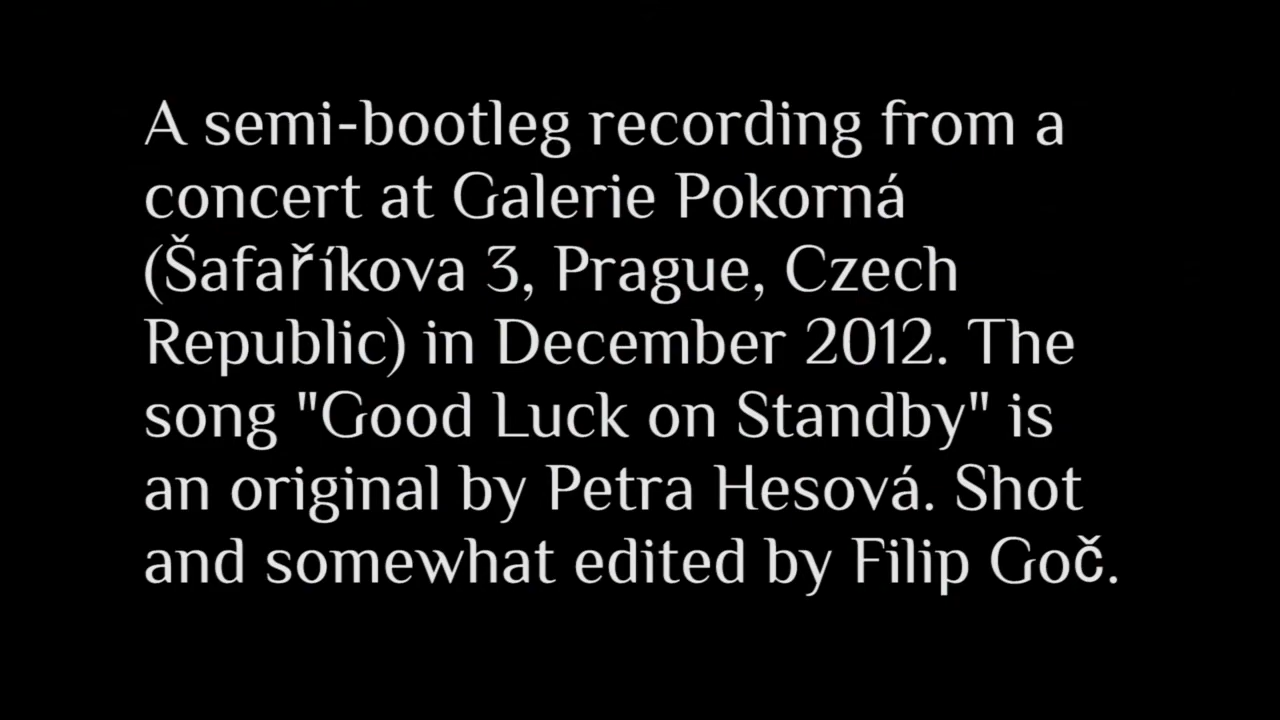 A semi-bootleg recording from a
concert at Galerie Pokorná
(Šafaříkova 3, Prague, Czech
Republic) in December 2012. The
song "Good Luck on Standby" is
an original by Petra Hesová. Shot
and somewhat edited by Filip Goč.